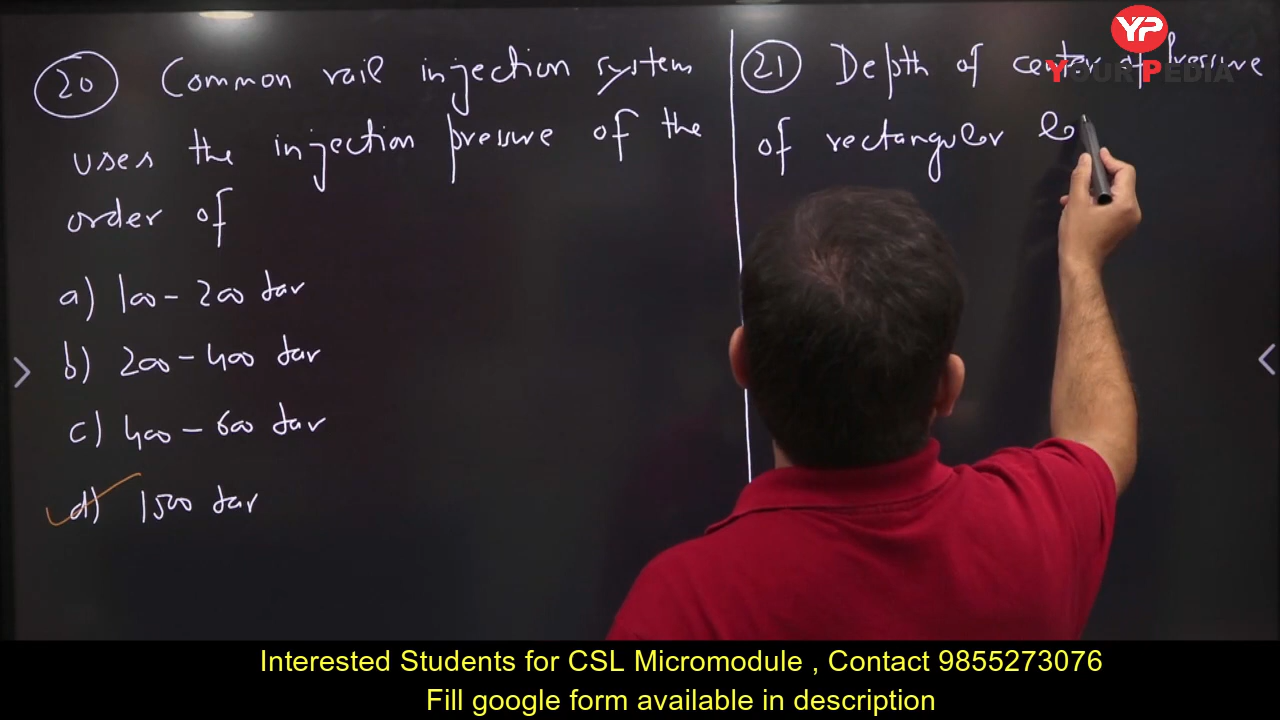 20 Common rail injection system
uses the injection pressure of the
order of
a) 100 - 200 bar
b) 200 - 400 bar
c) 400 - 600 bar
d) 1500 bar
21 Depth of center of Pressure
of rectangular
YP
YOUR PEDIA
Interested Students for CSL Micromodule , Contact 9855273076
Fill google form available in description